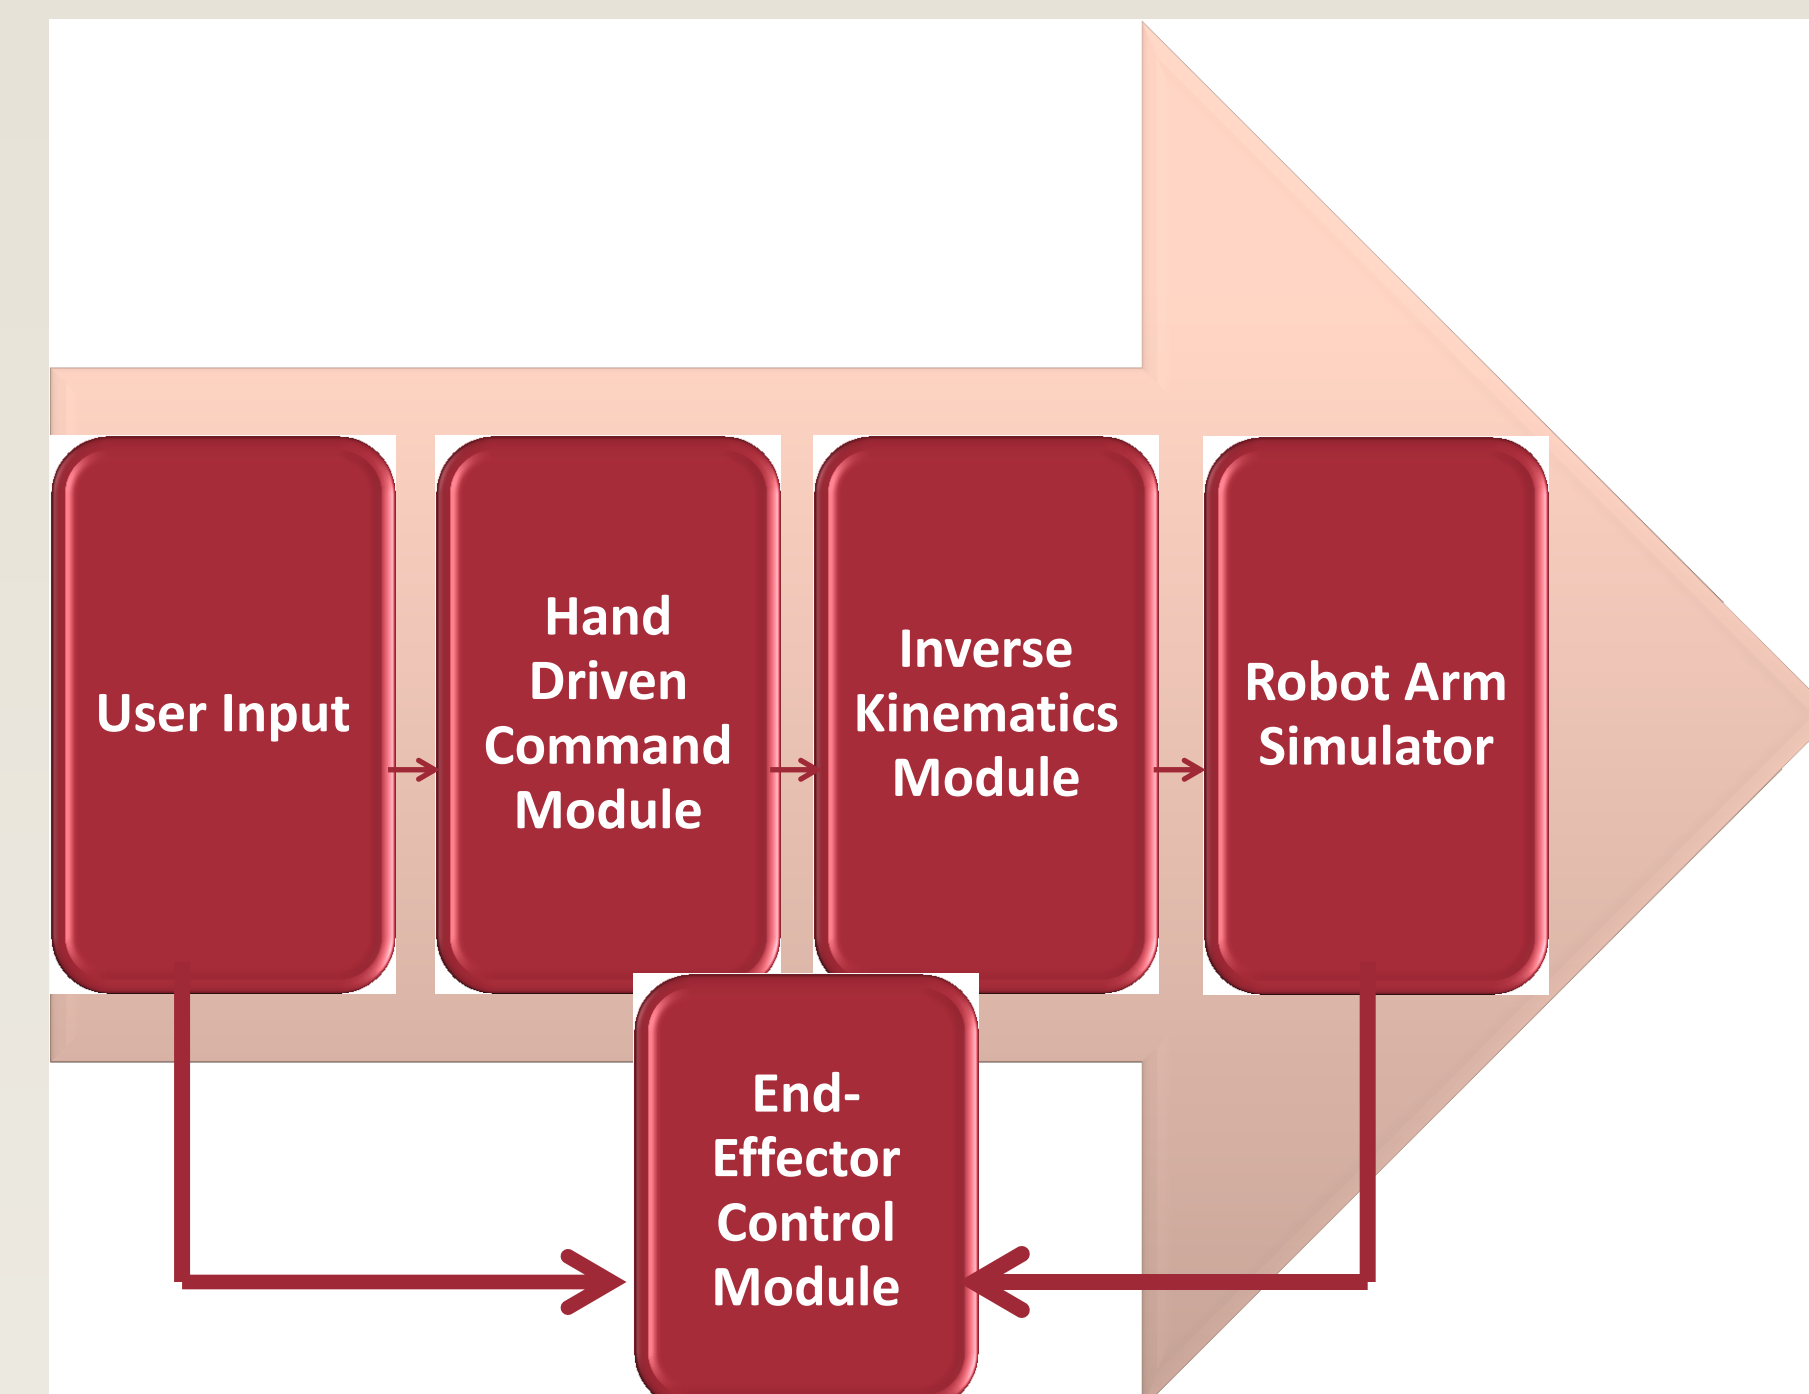 User Input
Hand
Driven
Command
Module
Inverse
Kinematics
Module
Robot Arm
Simulator
End-
Effector
Control
Module